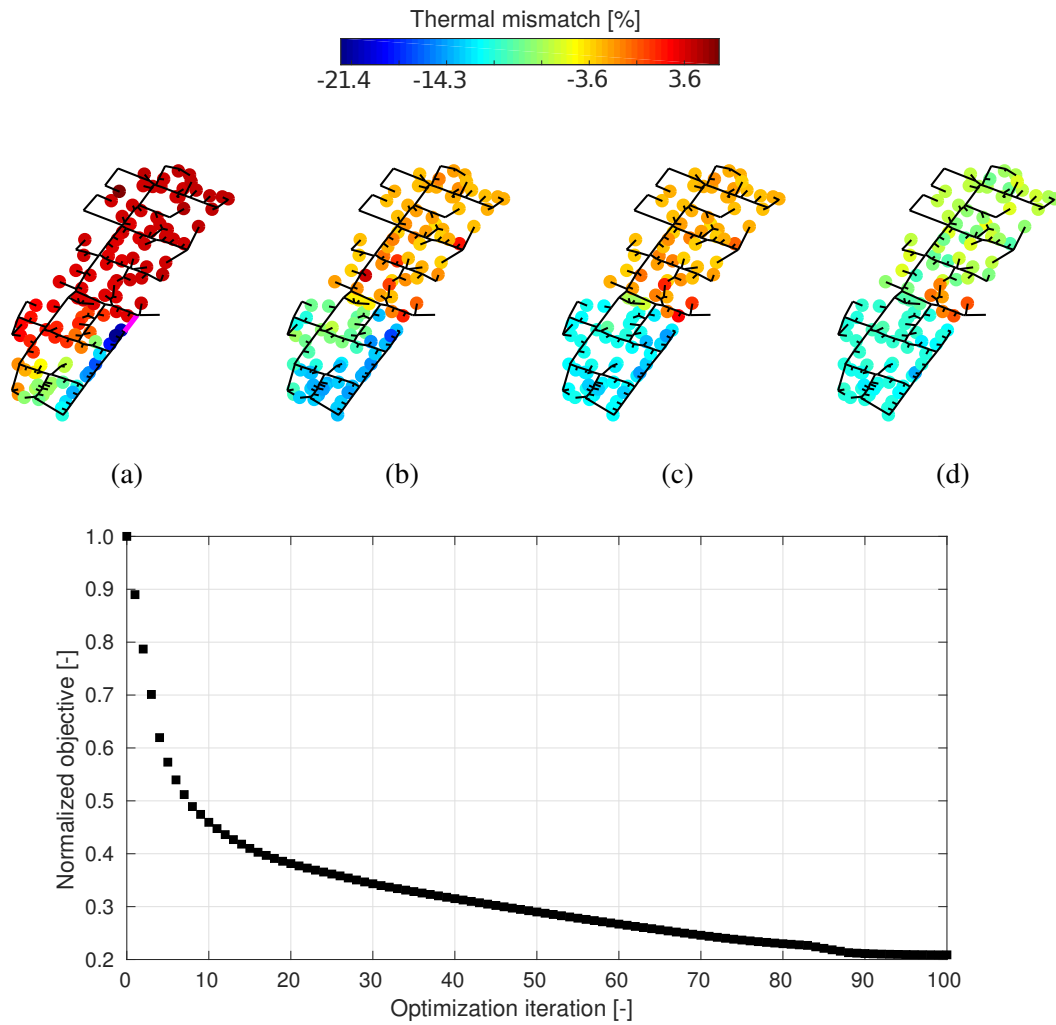 Thermal mismatch [%]
-21.4 -14.3 -3.6 3.6
(a) (b) (c) (d)
Normalized objective [-]
1.0
0.9
0.8
0.7
0.6
0.5
0.4
0.3
0.2
0 10 20 30 40 50 60 70 80 90 100
Optimization iteration [-]